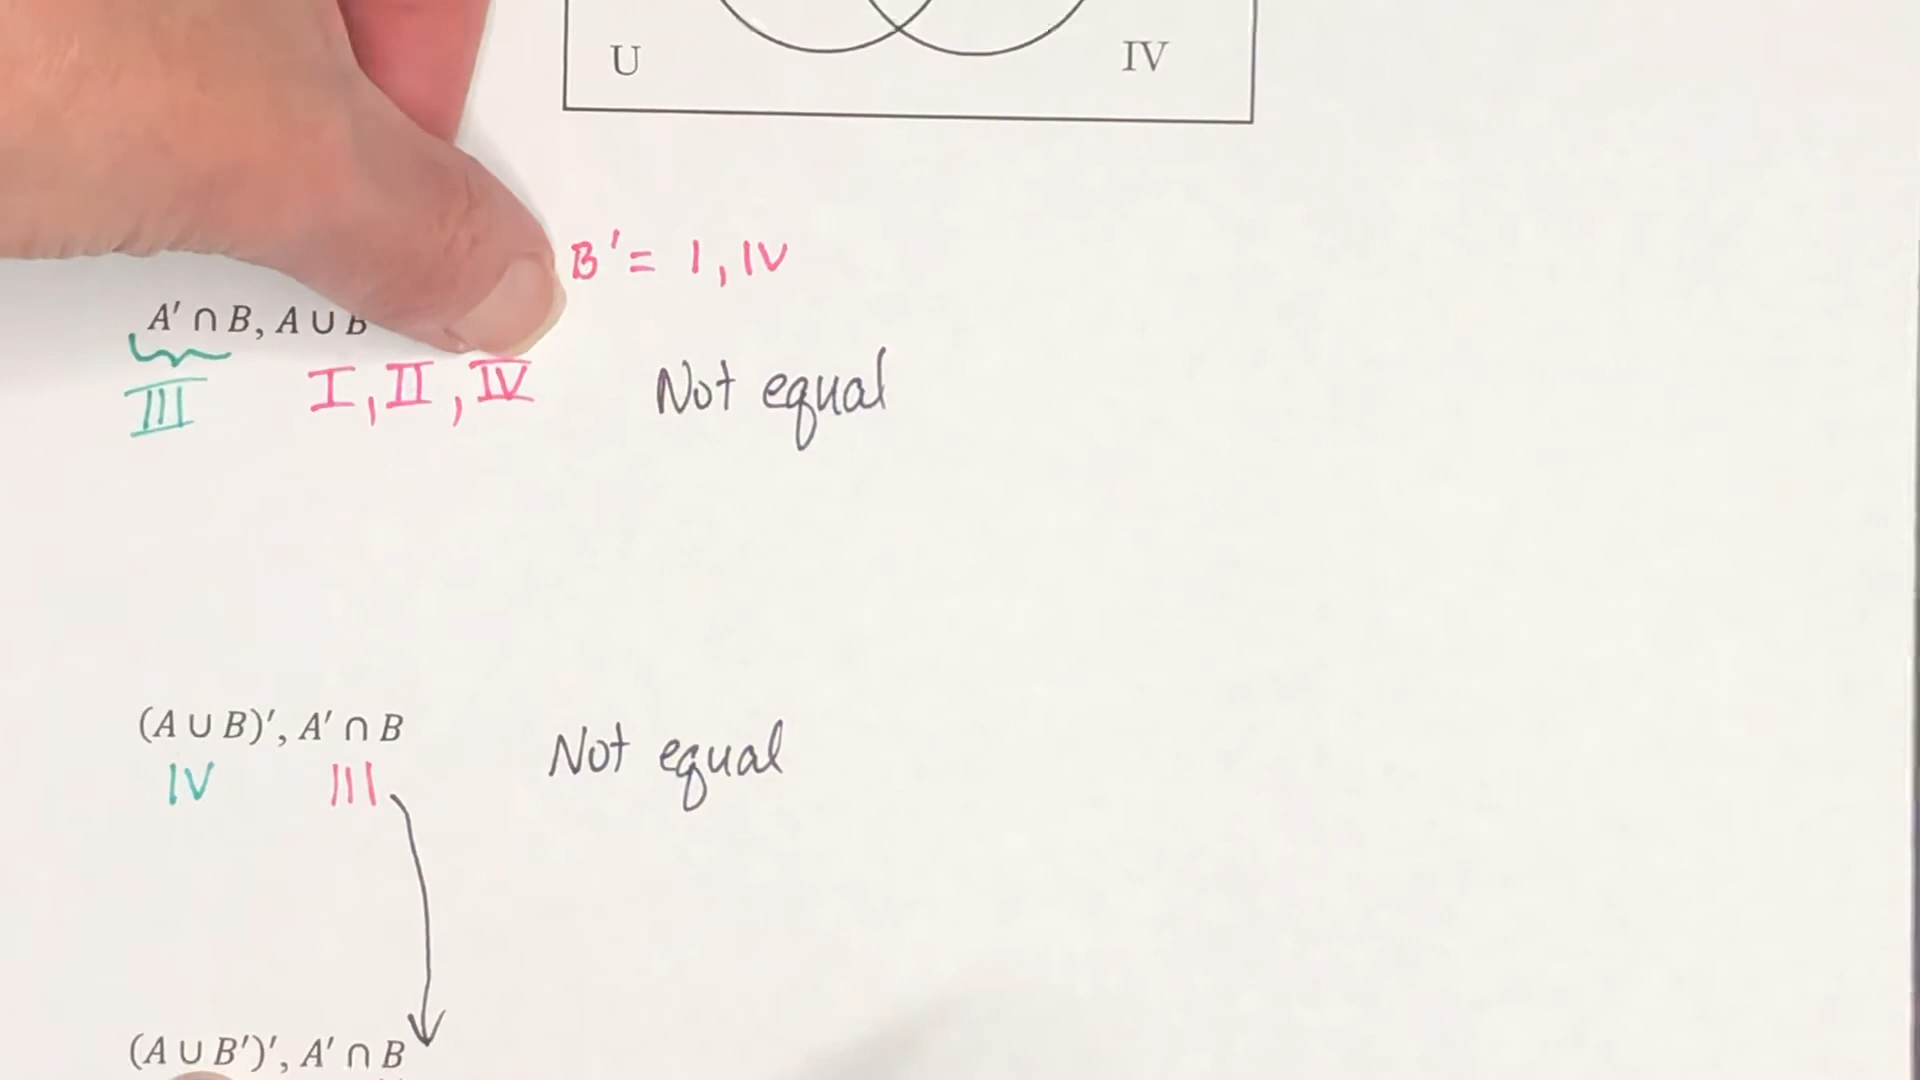 U IV
B' = I, IV
A' ∩ B, A ∪ B
III I, II, IV Not equal
(A ∪ B)', A' ∩ B Not equal
IV III
(A ∪ B')', A' ∩ B